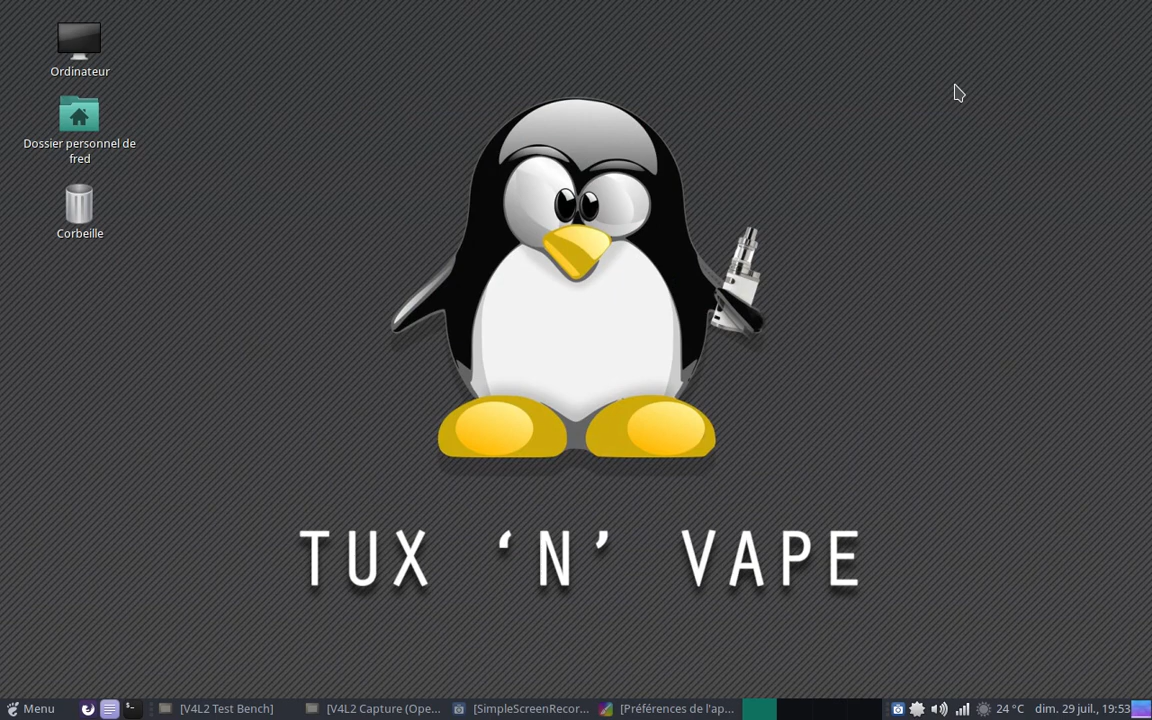 Ordinateur
Dossier personnel de
fred
Corbeille
TUX ‘N’ VAPE
Menu
[V4L2 Test Bench]
[V4L2 Capture (Ope...
[SimpleScreenRecor...
[Préférences de l'ap...
24 °C
dim. 29 juil., 19:53